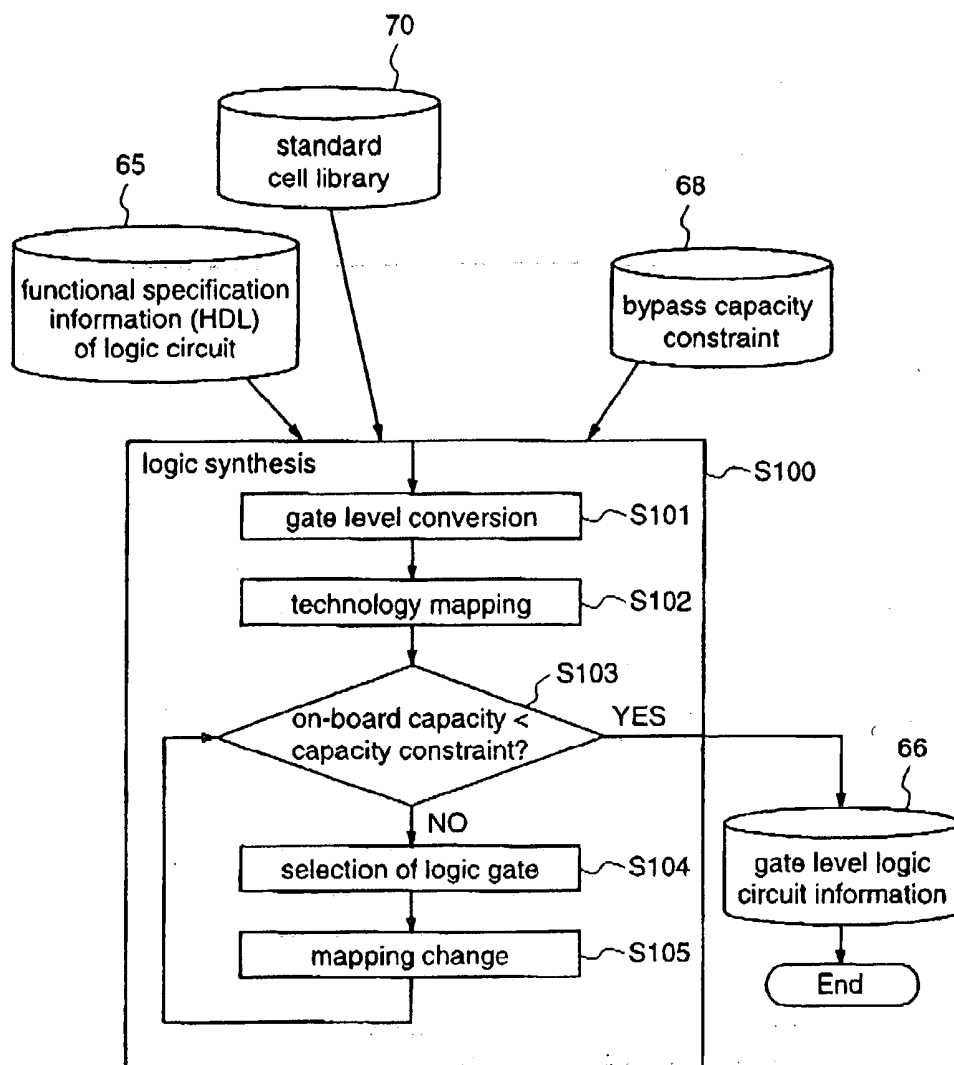 70
standard
cell library
65
functional specification
information (HDL)
of logic circuit
68
bypass capacity
constraint
logic synthesis
S100
gate level conversion
S101
technology mapping
S102
S103
on-board capacity <
capacity constraint?
YES
NO
66
gate level logic
circuit information
selection of logic gate
S104
mapping change
S105
End